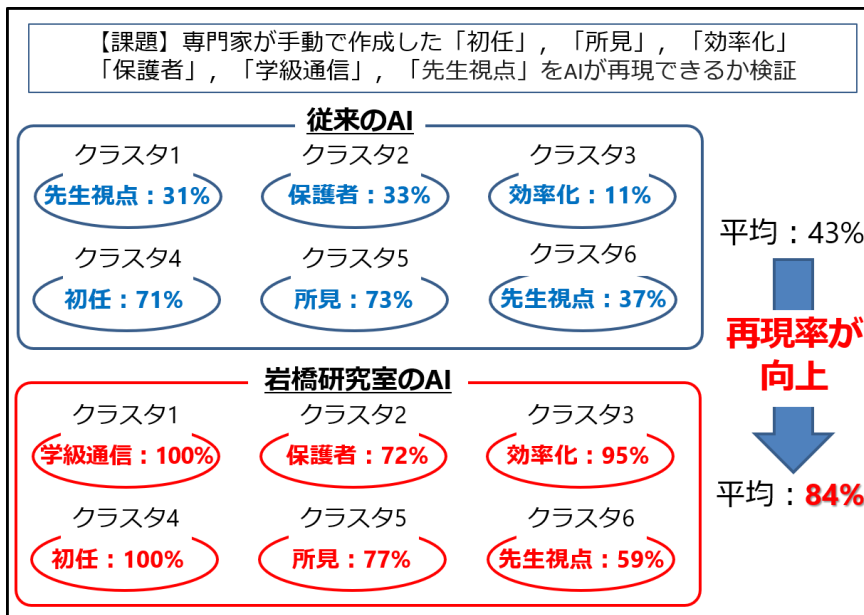 【課題】専門家が手動で作成した「初任」，「所見」，「効率化」
「保護者」，「学級通信」，「先生視点」をAIが再現できるか検証
従来のAI
クラスタ1
クラスタ2
クラスタ3
先生視点：31%
保護者：33%
効率化：11%
クラスタ4
クラスタ5
クラスタ6
初任：71%
所見：73%
先生視点：37%
平均：43%
再現率が
向上
平均：84%
岩橋研究室のAI
クラスタ1
クラスタ2
クラスタ3
学級通信：100%
保護者：72%
効率化：95%
クラスタ4
クラスタ5
クラスタ6
初任：100%
所見：77%
先生視点：59%